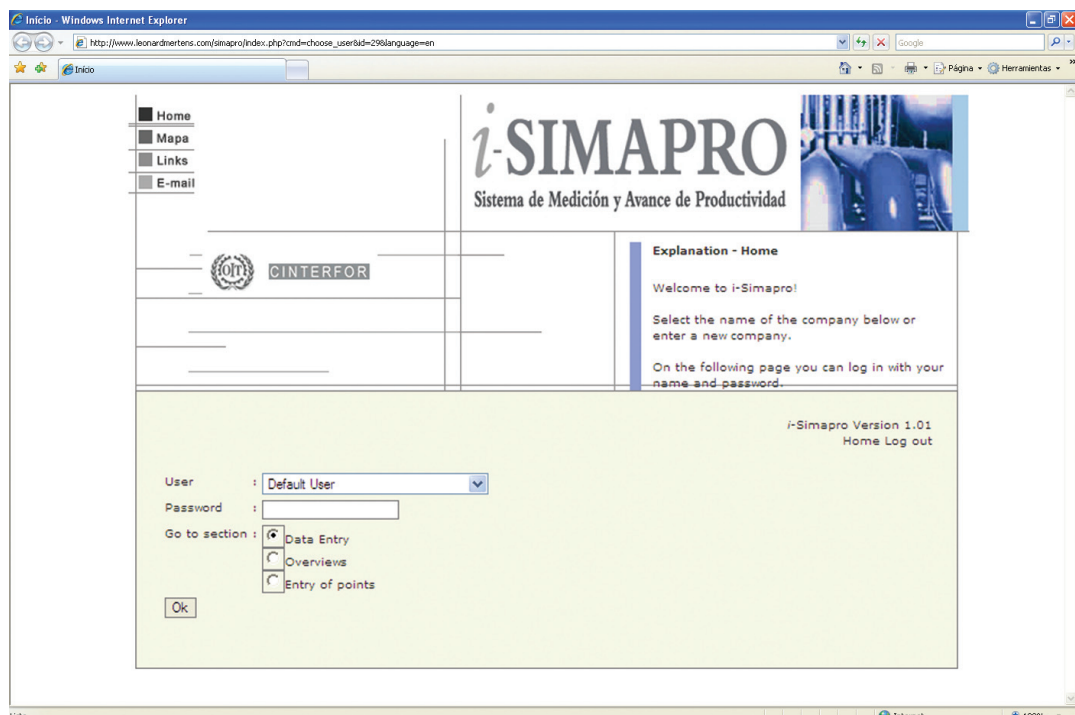 Início - Windows Internet Explorer
http://www.leonardmertens.com/simapro/index.php?cmd=choose_user&id=29&language=en
Google
Início
Página
Herramientas
Home
Mapa
Links
E-mail
i-SIMAPRO
Sistema de Medición y Avance de Productividad
OIT
CINTERFOR
Explanation - Home
Welcome to i-Simapro!
Select the name of the company below or
enter a new company.
On the following page you can log in with your
name and password.
i-Simapro Version 1.01
Home Log out
User : Default User
Password :
Go to section : Data Entry
Overviews
Entry of points
Ok